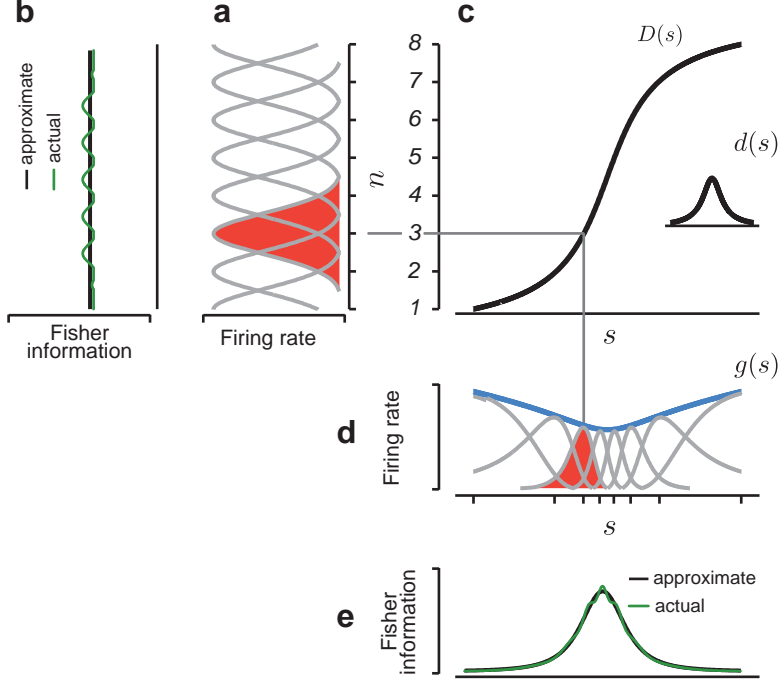 b
a
c
approximate
actual
Fisher
information
Firing rate
n
8
7
6
5
4
3
2
1
D(s)
d(s)
s
d
Firing rate
g(s)
s
e
Fisher
information
approximate
actual